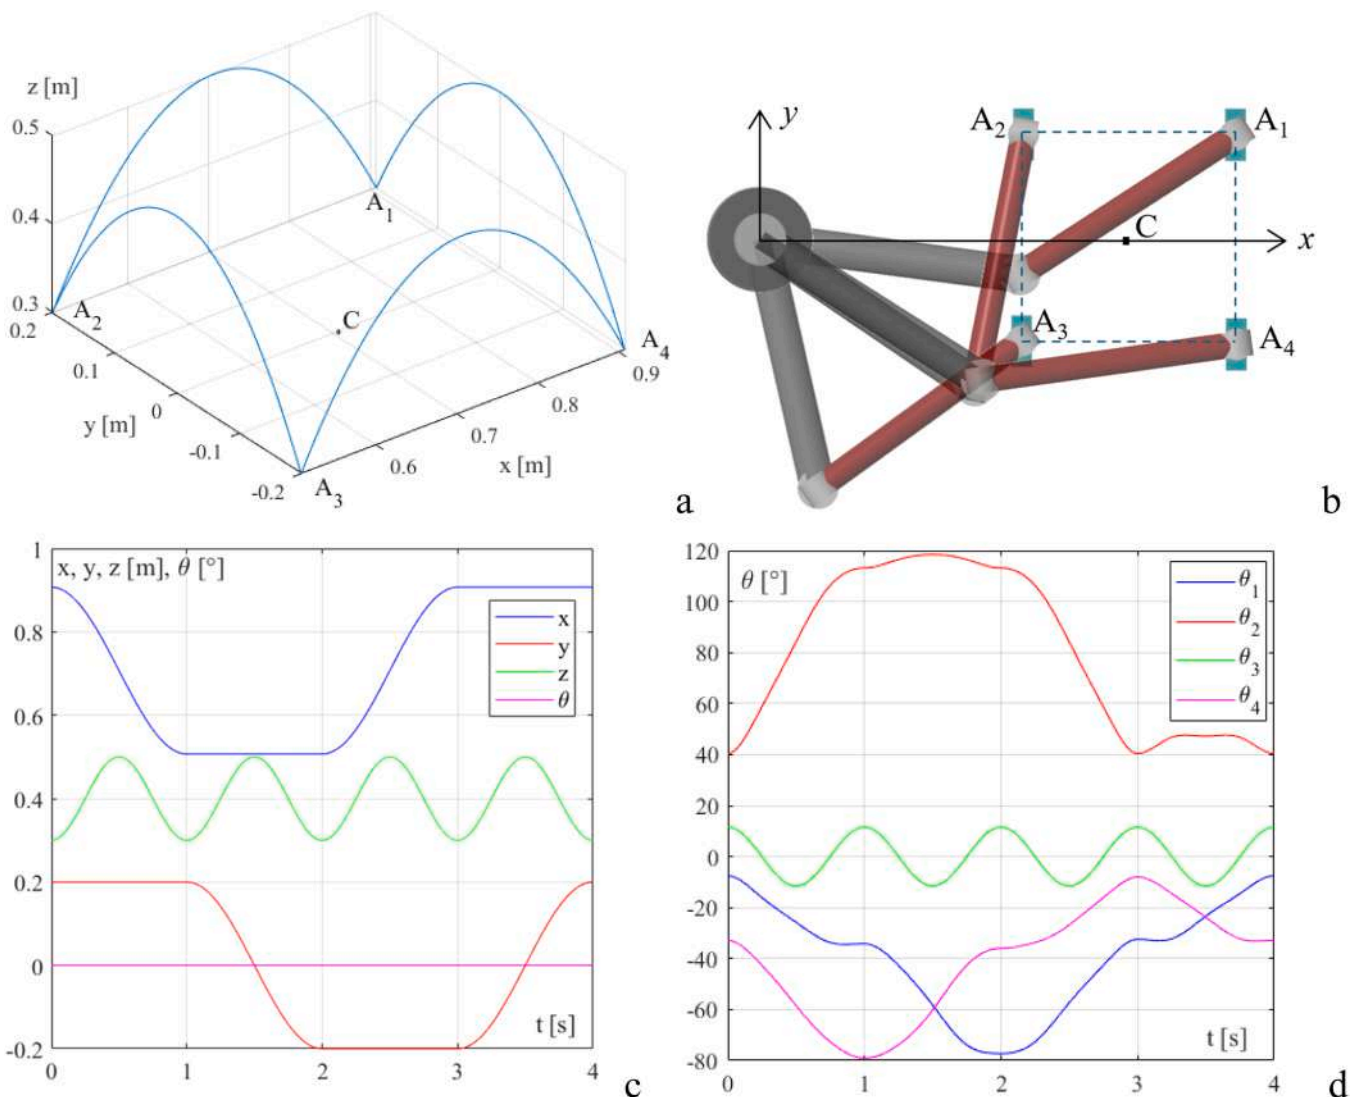 z [m]
0.5
0.4
0.3
0.2
0.1
0
-0.1
-0.2
y [m]
0.6
0.7
0.8
0.9
x [m]
A1
A2
A3
A4
C
a
y
x
A2
A1
C
A3
A4
b
x, y, z [m], θ [°]
1
0.8
0.6
0.4
0.2
0
-0.2
0 1 2 3 4
t [s]
x
y
z
θ
c
θ [°]
120
100
80
60
40
20
0
-20
-40
-60
-80
0 1 2 3 4
t [s]
θ1
θ2
θ3
θ4
d